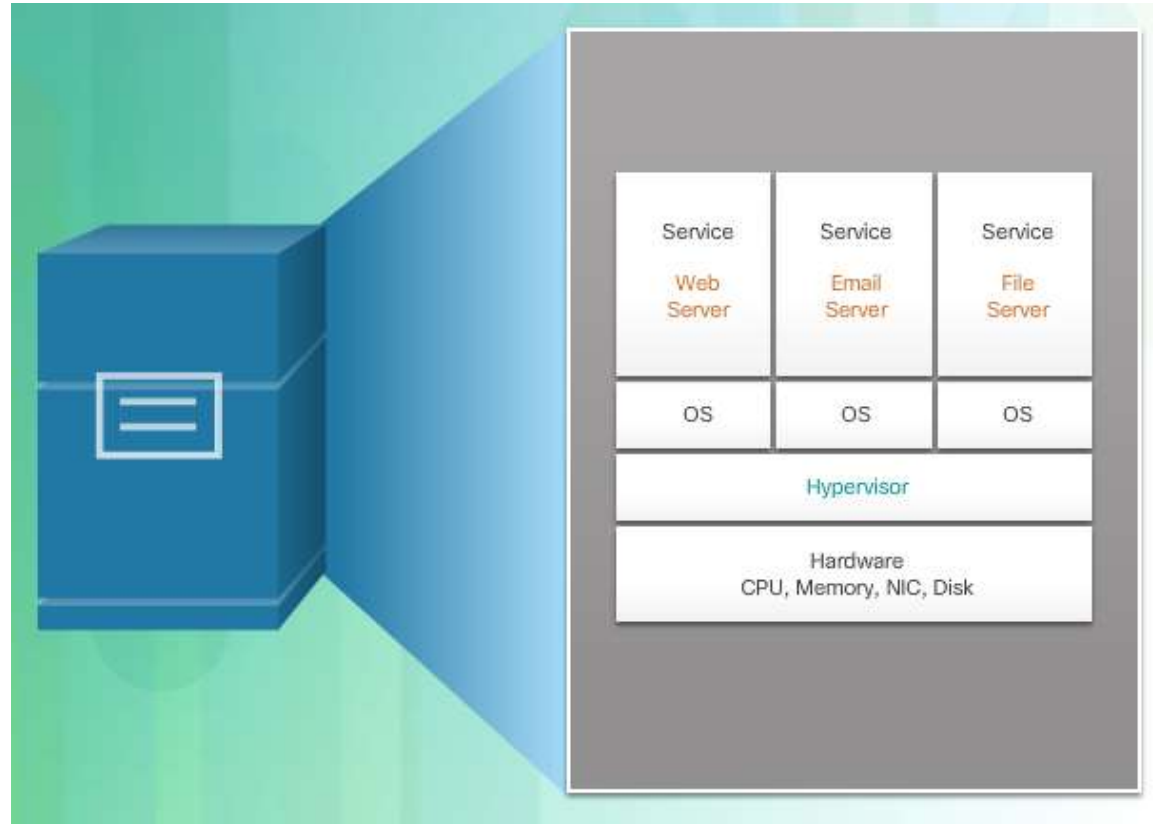 Service
Web
Server
Service
Email
Server
Service
File
Server
OS
OS
OS
Hypervisor
Hardware
CPU, Memory, NIC, Disk